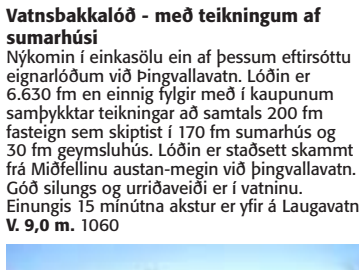 Vatnsbakkalóð - með teikningum af
sumarhúsi
Nýkomin í einkasölu ein af þessum eftirsóttu
eignarlóðum við Þingvallavatn. Lóðin er
6.630 fm en einnig fylgir með í kaupunum
samþykktar teikningar að samtals 200 fm
fasteign sem skiptist í 170 fm sumarhús og
30 fm geymsluhús. Lóðin er staðsett skammt
frá Miðfellinu austan-megin við þingvallavatn.
Góð silungs og urriðaveiði er í vatninu.
Einungis 15 mínútna akstur er yfir á Laugavatn
V. 9,0 m. 1060